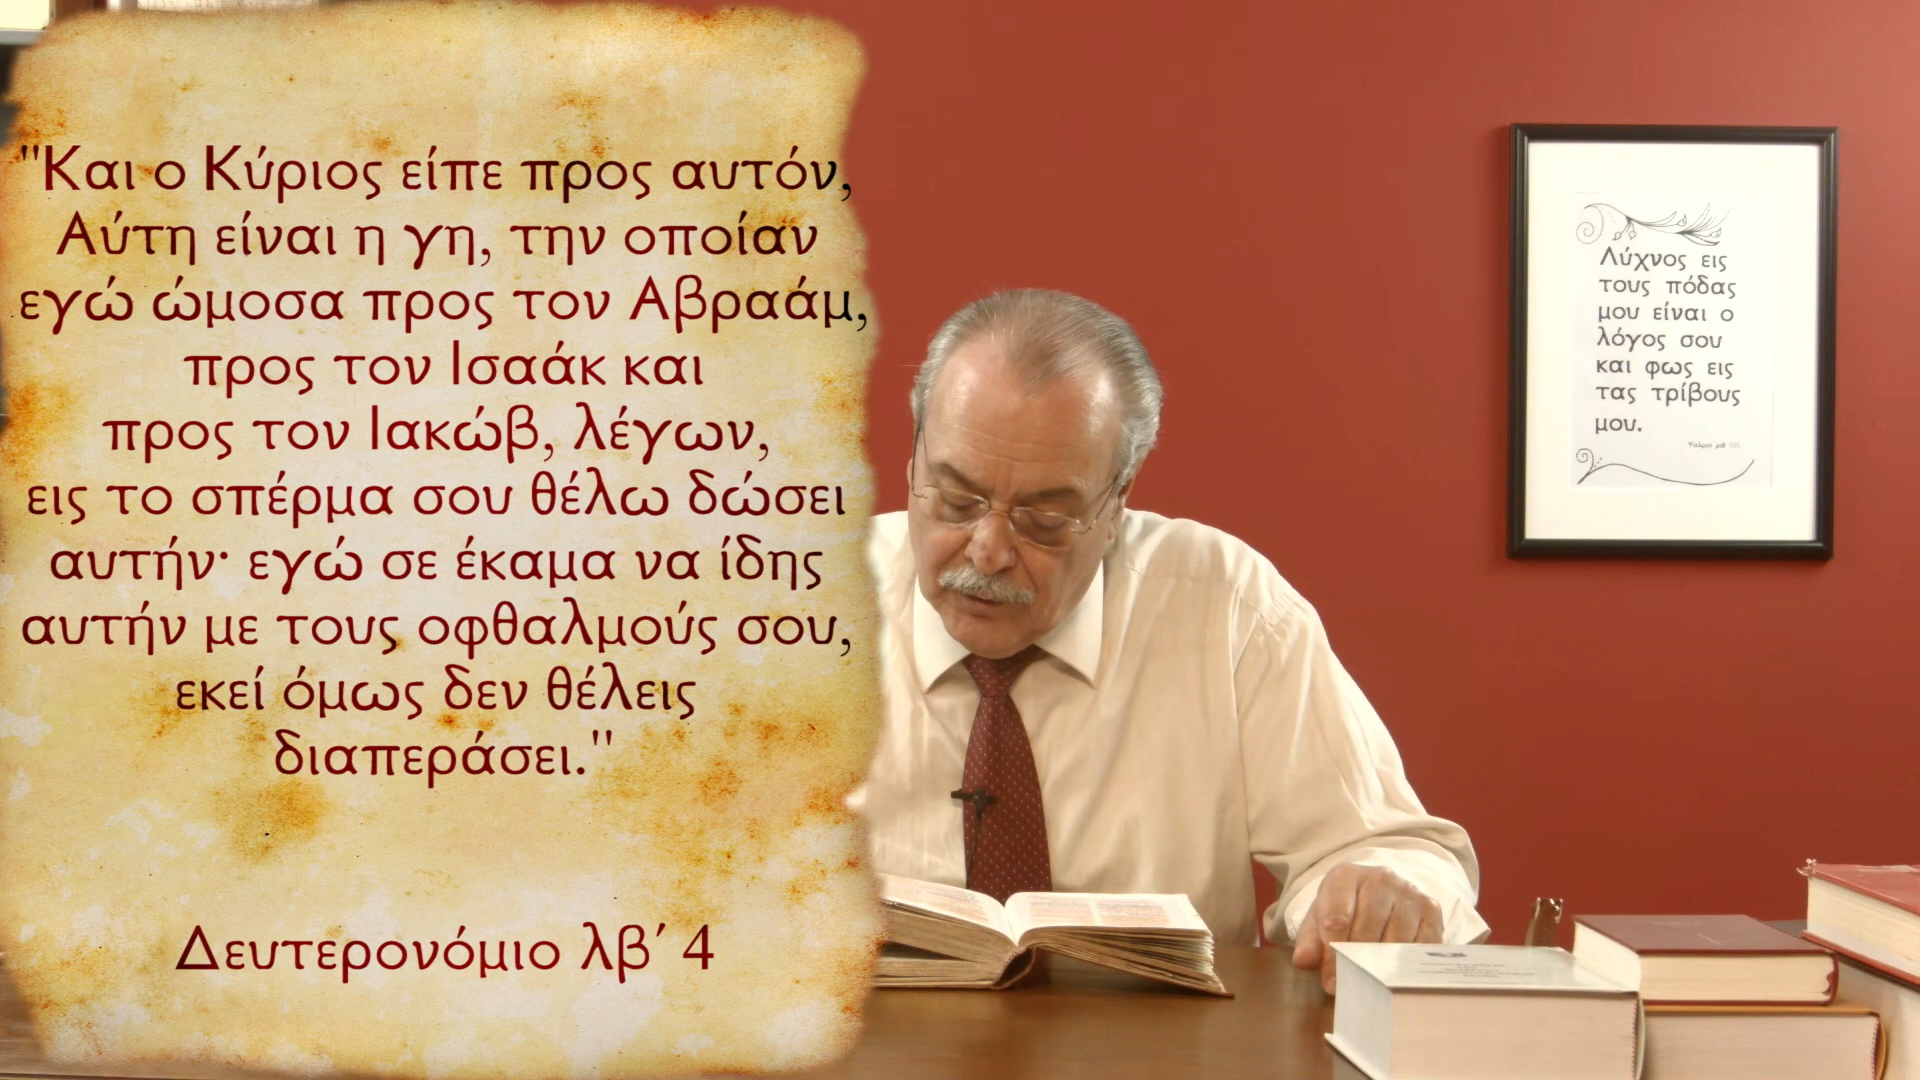 "Και ο Κύριος είπε προς αυτόν,
Αύτη είναι η γη, την οποίαν
εγώ ώμοσα προς τον Αβραάμ,
προς τον Ισαάκ και
προς τον Ιακώβ, λέγων,
εις το σπέρμα σου θέλω δώσει
αυτήν· εγώ σε έκαμα να ίδης
αυτήν με τους οφθαλμούς σου,
εκεί όμως δεν θέλεις
διαπεράσει."
Δευτερονόμιο λβ΄ 4
Λύχνος εις
τους πόδας
μου είναι ο
λόγος σου
και φως εις
τας τρίβους
μου.
Ψαλμοί ριθ 105